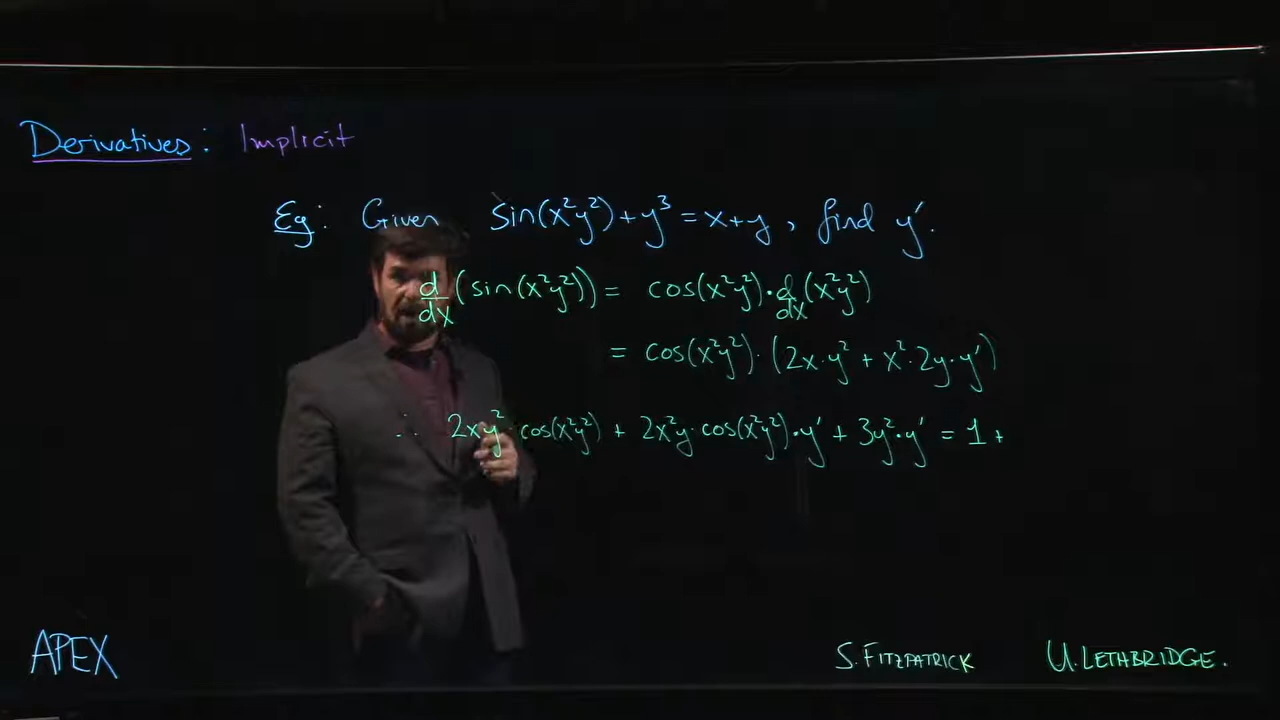 Derivatives: Implicit
Eg: Given sin(x²y²)+y³=x+y, find y′.
d/dx(sin(x²y²)) = cos(x²y²)·d/dx(x²y²)
= cos(x²y²)·(2x·y² + x²·2y·y′)
∴ 2xy²·cos(x²y²) + 2x²y·cos(x²y²)·y′ + 3y²·y′ = 1 +
APEX
S. FITZPATRICK
U. LETHBRIDGE.